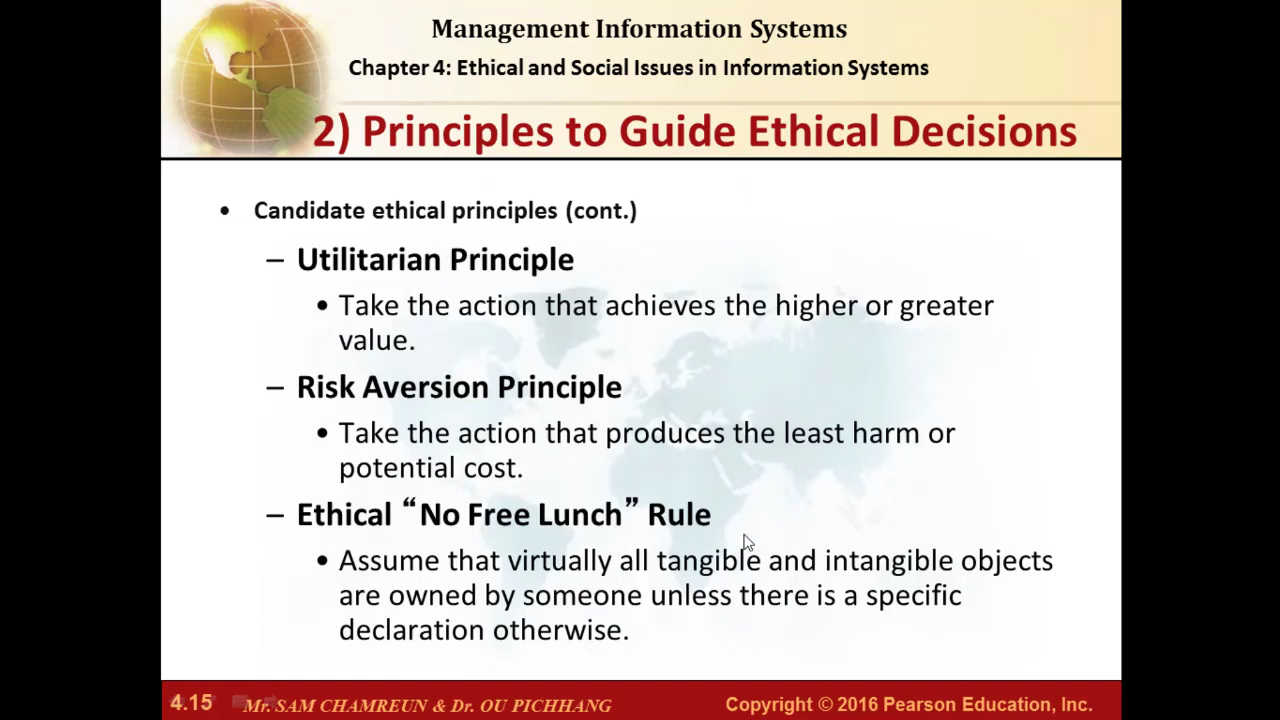 Management Information Systems
Chapter 4: Ethical and Social Issues in Information Systems
2) Principles to Guide Ethical Decisions
• Candidate ethical principles (cont.)
– Utilitarian Principle
• Take the action that achieves the higher or greater
value.
– Risk Aversion Principle
• Take the action that produces the least harm or
potential cost.
– Ethical “No Free Lunch” Rule
• Assume that virtually all tangible and intangible objects
are owned by someone unless there is a specific
declaration otherwise.
4.15 Mr. SAM CHAMREUN & Dr. OU PICHHANG Copyright © 2016 Pearson Education, Inc.